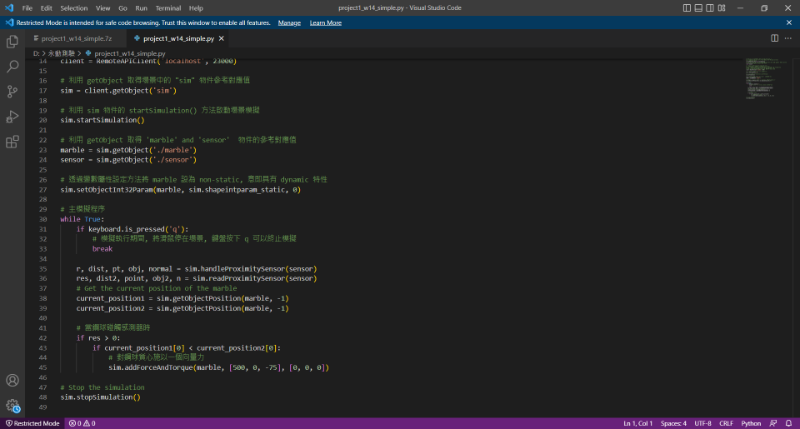 File Edit Selection View Go Run Terminal Help
project1_w14_simple.py - Visual Studio Code
Restricted Mode is intended for safe code browsing. Trust this window to enable all features. Manage Learn More
project1_w14_simple.7z
project1_w14_simple.py
D: > 永動測驗 > project1_w14_simple.py
14 client = RemoteAPIClient('localhost', 23000)
15
16 # 利用 getObject 取得場景中的 "sim" 物件參考對應值
17 sim = client.getObject('sim')
18
19 # 利用 sim 物件的 startSimulation() 方法啟動場景模擬
20 sim.startSimulation()
21
22 # 利用 getObject 取得 'marble' and 'sensor' 物件的參考對應值
23 marble = sim.getObject('./marble')
24 sensor = sim.getObject('./sensor')
25
26 # 透過屬性設定方法將 marble 設為 non-static, 意即具有 dynamic 特性
27 sim.setObjectInt32Param(marble, sim.shapeintparam_static, 0)
28
29 # 主模擬程序
30 while True:
31 if keyboard.is_pressed('q'):
32 # 模擬執行期間, 將滑鼠停在場景, 鍵盤按下 q 可以終止模擬
33 break
34
35 r, dist, pt, obj, normal = sim.handleProximitySensor(sensor)
36 res, dist2, point, obj2, n = sim.readProximitySensor(sensor)
37 # Get the current position of the marble
38 current_position1 = sim.getObjectPosition(marble, -1)
39 current_position2 = sim.getObjectPosition(marble, -1)
40
41 # 當鋼球碰觸感測器時
42 if res > 0:
43 if current_position1[0] < current_position2[0]:
44 # 對鋼球質心施以一個向量力
45 sim.addForceAndTorque(marble, [500, 0, -75], [0, 0, 0])
46
47 # Stop the simulation
48 sim.stopSimulation()
49
Restricted Mode 0 0 Ln 1, Col 1 Spaces: 4 UTF-8 CRLF Python